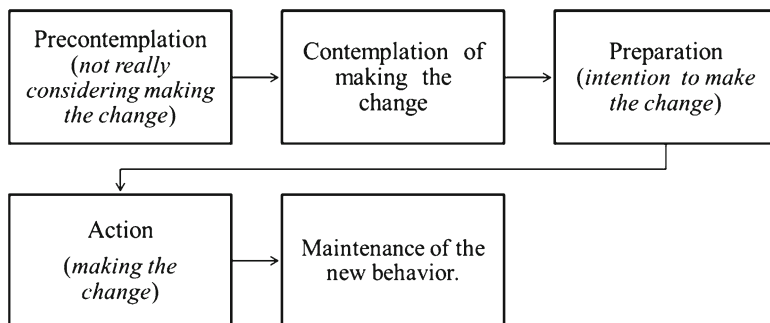 Precontemplation
(not really
considering making
the change)
Contemplation of
making the
change
Preparation
(intention to make
the change)
Action
(making the
change)
Maintenance of the
new behavior.